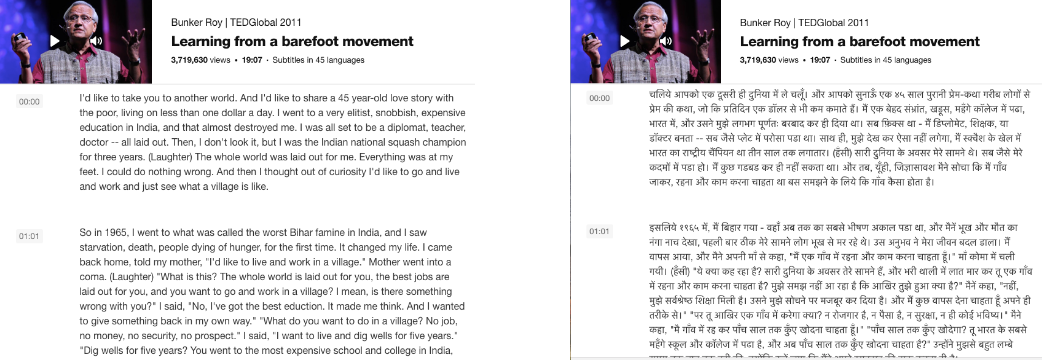 Bunker Roy | TEDGlobal 2011
Learning from a barefoot movement
3,719,630 views • 19:07 • Subtitles in 45 languages
00:00
I'd like to take you to another world. And I'd like to share a 45 year-old love story with
the poor, living on less than one dollar a day. I went to a very elitist, snobbish, expensive
education in India, and that almost destroyed me. I was all set to be a diplomat, teacher,
doctor -- all laid out. Then, I don't look it, but I was the Indian national squash champion
for three years. (Laughter) The whole world was laid out for me. Everything was at my
feet. I could do nothing wrong. And then I thought out of curiosity I'd like to go and live
and work and just see what a village is like.
01:01
So in 1965, I went to what was called the worst Bihar famine in India, and I saw
starvation, death, people dying of hunger, for the first time. It changed my life. I came
back home, told my mother, "I'd like to live and work in a village." Mother went into a
coma. (Laughter) "What is this? The whole world is laid out for you, the best jobs are
laid out for you, and you want to go and work in a village? I mean, is there something
wrong with you?" I said, "No, I've got the best eduction. It made me think. And I wanted
to give something back in my own way." "What do you want to do in a village? No job,
no money, no security, no prospect." I said, "I want to live and dig wells for five years."
"Dig wells for five years? You went to the most expensive school and college in India,
Bunker Roy | TEDGlobal 2011
Learning from a barefoot movement
3,719,630 views • 19:07 • Subtitles in 45 languages
00:00
चलिये आपको एक दूसरी ही दुनिया में ले चलूँ। और आपको सुनाऊँ एक ४५ साल पुरानी प्रेम-कथा गरीब लोगों से
प्रेम की कथा, जो कि प्रतिदिन एक डॉलर से भी कम कमाते हैं। मैं एक बेहद संभ्रांत, खड़ूस, महँगे कॉलेज में पढा,
भारत में, और उसने मुझे लगभग पूर्णतः बरबाद कर ही दिया था। सब फ़िक्स था - मैं डिप्लोमेट, शिक्षक, या
डॉक्टर बनता -- सब जैसे प्लेट में परोसा पडा था। साथ ही, मुझे देख कर ऐसा नहीं लगेगा, मैं स्क्वैश के खेल में
भारत का राष्ट्रीय चैंपियन था तीन साल तक लगातार। (हँसी) सारी दुनिया के अवसर मेरे सामने थे। सब जैसे मेरे
कदमों में पडा हो। मैं कुछ गडबड कर ही नहीं सकता था। और तब, यूँही, जिज्ञासावश मैने सोचा कि मैं गाँव
जाकर, रहना और काम करना चाहता था बस समझने के लिये कि गाँव कैसा होता है।
01:01
इसलिये १९६५ में, मैं बिहार गया - वहाँ अब तक का सबसे भीषण अकाल पडा था, और मैनें भूख और मौत का
नंगा नाच देखा, पहली बार ठीक मेरे सामने लोग भूख से मर रहे थे। उस अनुभव ने मेरा जीवन बदल डाला। मैं
वापस आया, और मैने अपनी माँ से कहा, "मैं एक गाँव में रहना और काम करना चाहता हूँ।" माँ कोमा में चली
गयीं। (हँसी) "ये क्या कह रहा है? सारी दुनिया के अवसर तेरे सामने हैं, और भरी थाली में लात मार कर तू एक गाँव
में रहना और काम करना चाहता है? मुझे समझ नहीं आ रहा है कि आखिर तुझे हुआ क्या है?" मैनें कहा, "नहीं,
मुझे सर्वश्रेष्ठ शिक्षा मिली है। उसने मुझे सोचने पर मजबूर कर दिया है। और मैं कुछ वापस देना चाहता हूँ अपने ही
तरीके से।" "पर तू आखिर एक गाँव में करेगा क्या? न रोजगार है, न पैसा है, न सुरक्षा, न ही कोई भविष्य।" मैंने
कहा, "मैं गाँव में रह कर पाँच साल तक कुँए खोदना चाहता हूँ।" "पाँच साल तक कुँए खोदेगा? तू भारत के सबसे
महँगे स्कूल और कॉलेज में पढा है, और अब पाँच साल तक कुँए खोदना चाहता है?" उन्होंने मुझसे बहुत लम्बे